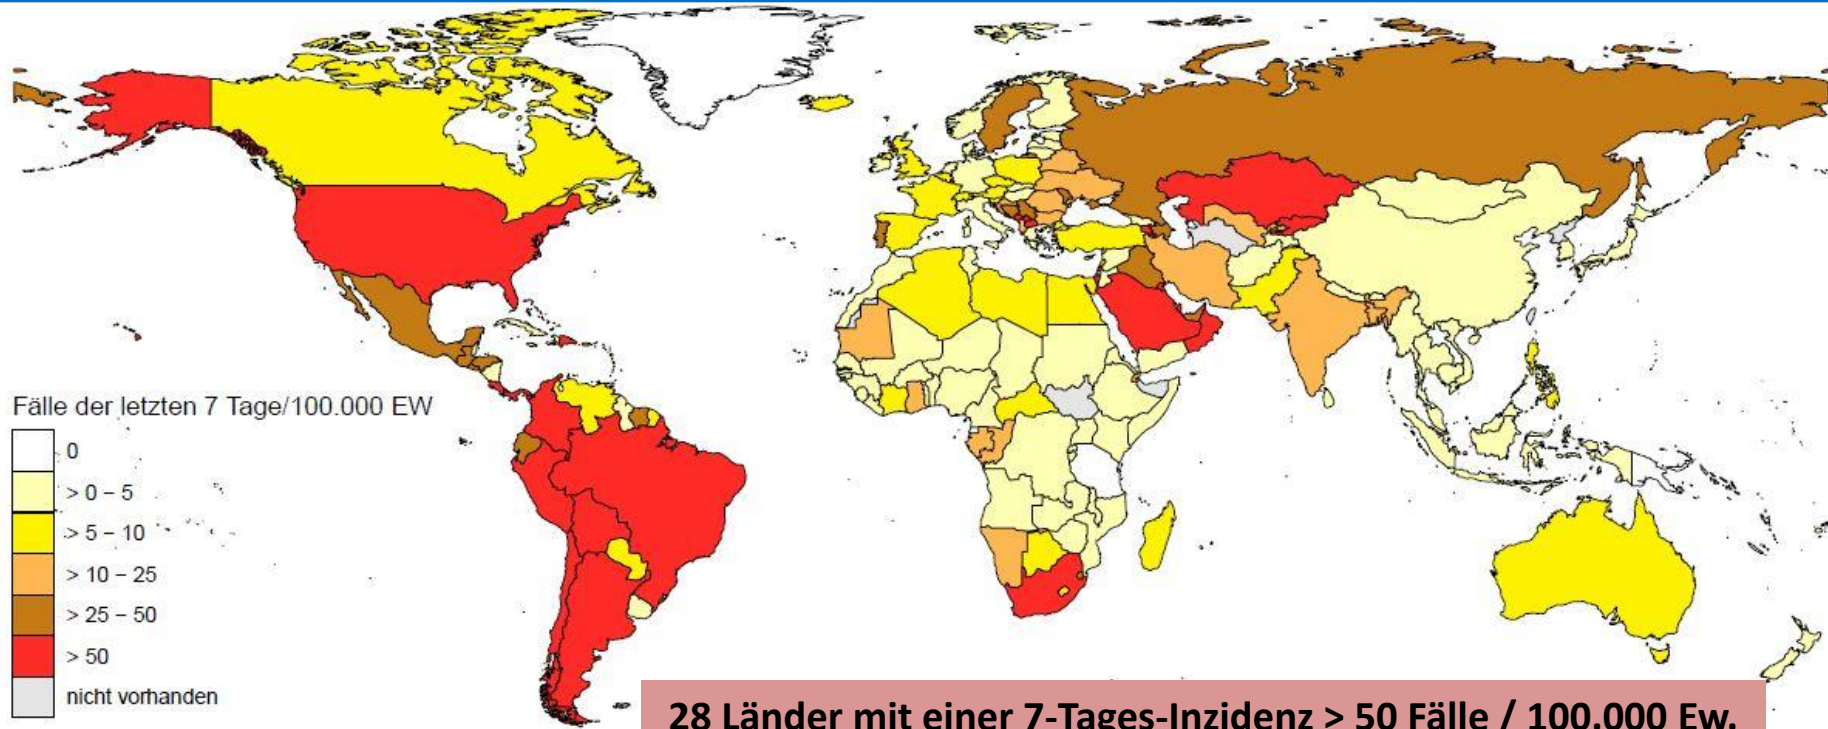 Fälle der letzten 7 Tage/100.000 EW
0
> 0 – 5
> 5 – 10
> 10 – 25
> 25 – 50
> 50
nicht vorhanden
28 Länder mit einer 7-Tages-Inzidenz > 50 Fälle / 100.000 Ew.